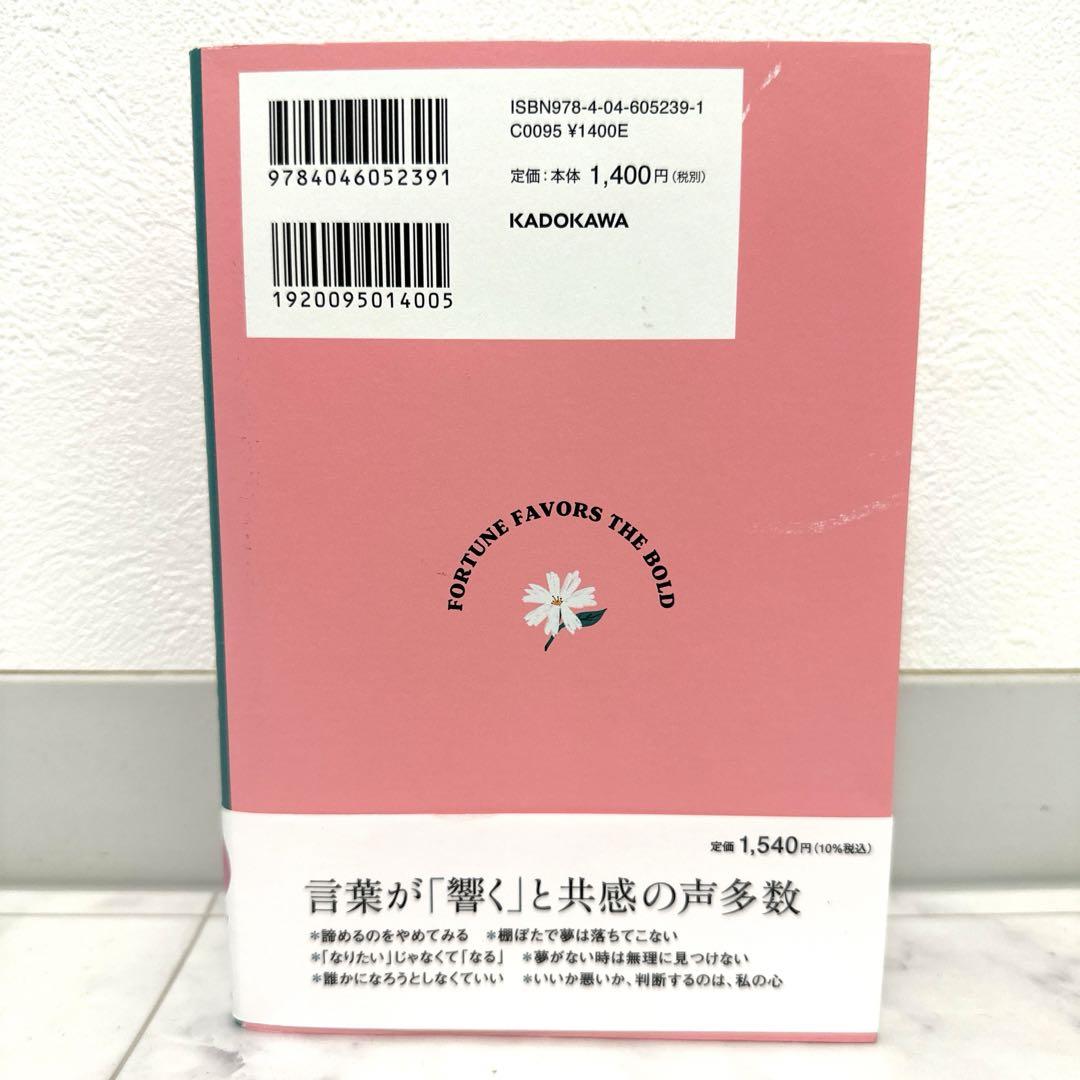 ISBN978-4-04-605239-1
C0095 ¥1400E
9784046052391
定価：本体 1,400円（税別）
KADOKAWA
1920095014005
FORTUNE FAVORS THE BOLD
定価 1,540円（10%税込）
言葉が「響く」と共感の声多数
＊諦めるのをやめてみる ＊棚ぼたで夢は落ちてこない
＊「なりたい」じゃなくて「なる」 ＊夢がない時は無理に見つけない
＊誰かになろうとしなくていい ＊いいか悪いか、判断するのは、私の心